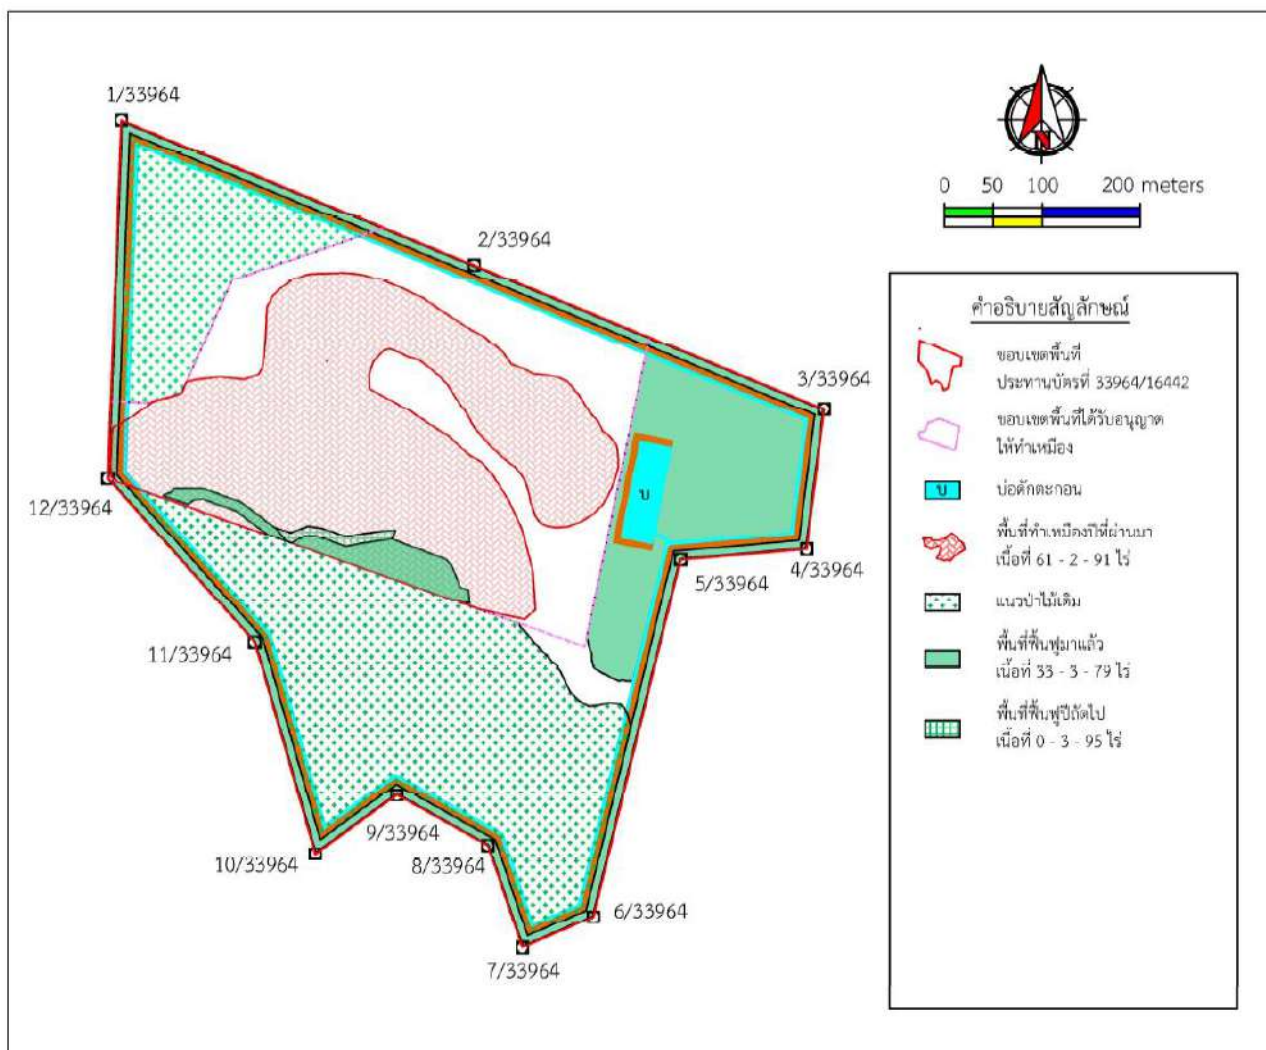 1/33964
2/33964
3/33964
0 50 100 200 meters
N
คำอธิบายสัญลักษณ์
ขอบเขตพื้นที่
ประทานบัตรที่ 33964/16442
ขอบเขตพื้นที่ได้รับอนุญาต
ให้ทำเหมือง
บ
บ่อดักตะกอน
บ
พื้นที่ทำเหมืองปีที่ผ่านมา
เนื้อที่ 61 - 2 - 91 ไร่
แนวป่าไม้เดิม
พื้นที่ฟื้นฟูมาแล้ว
เนื้อที่ 33 - 3 - 79 ไร่
พื้นที่ฟื้นฟูปีถัดไป
เนื้อที่ 0 - 3 - 95 ไร่
12/33964
4/33964
5/33964
11/33964
9/33964
8/33964
10/33964
6/33964
7/33964